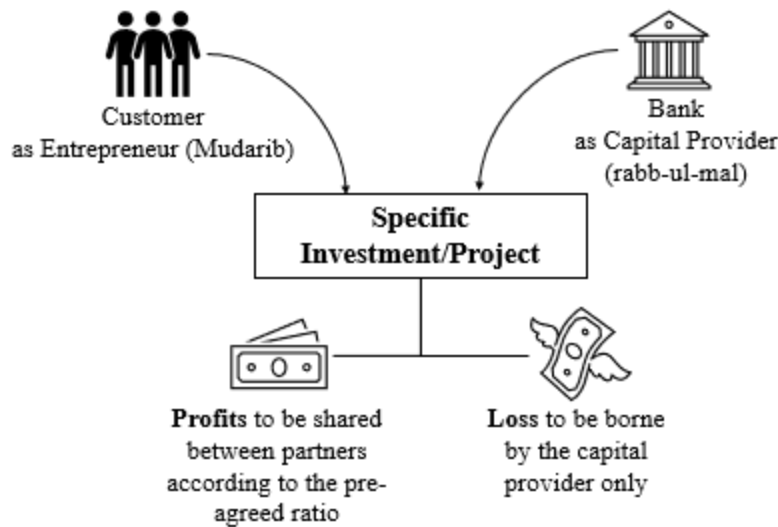 Customer
as Entrepreneur (Mudarib)
Bank
as Capital Provider
(rabb-ul-mal)
Specific
Investment/Project
Profits to be shared
between partners
according to the pre-
agreed ratio
Loss to be borne
by the capital
provider only